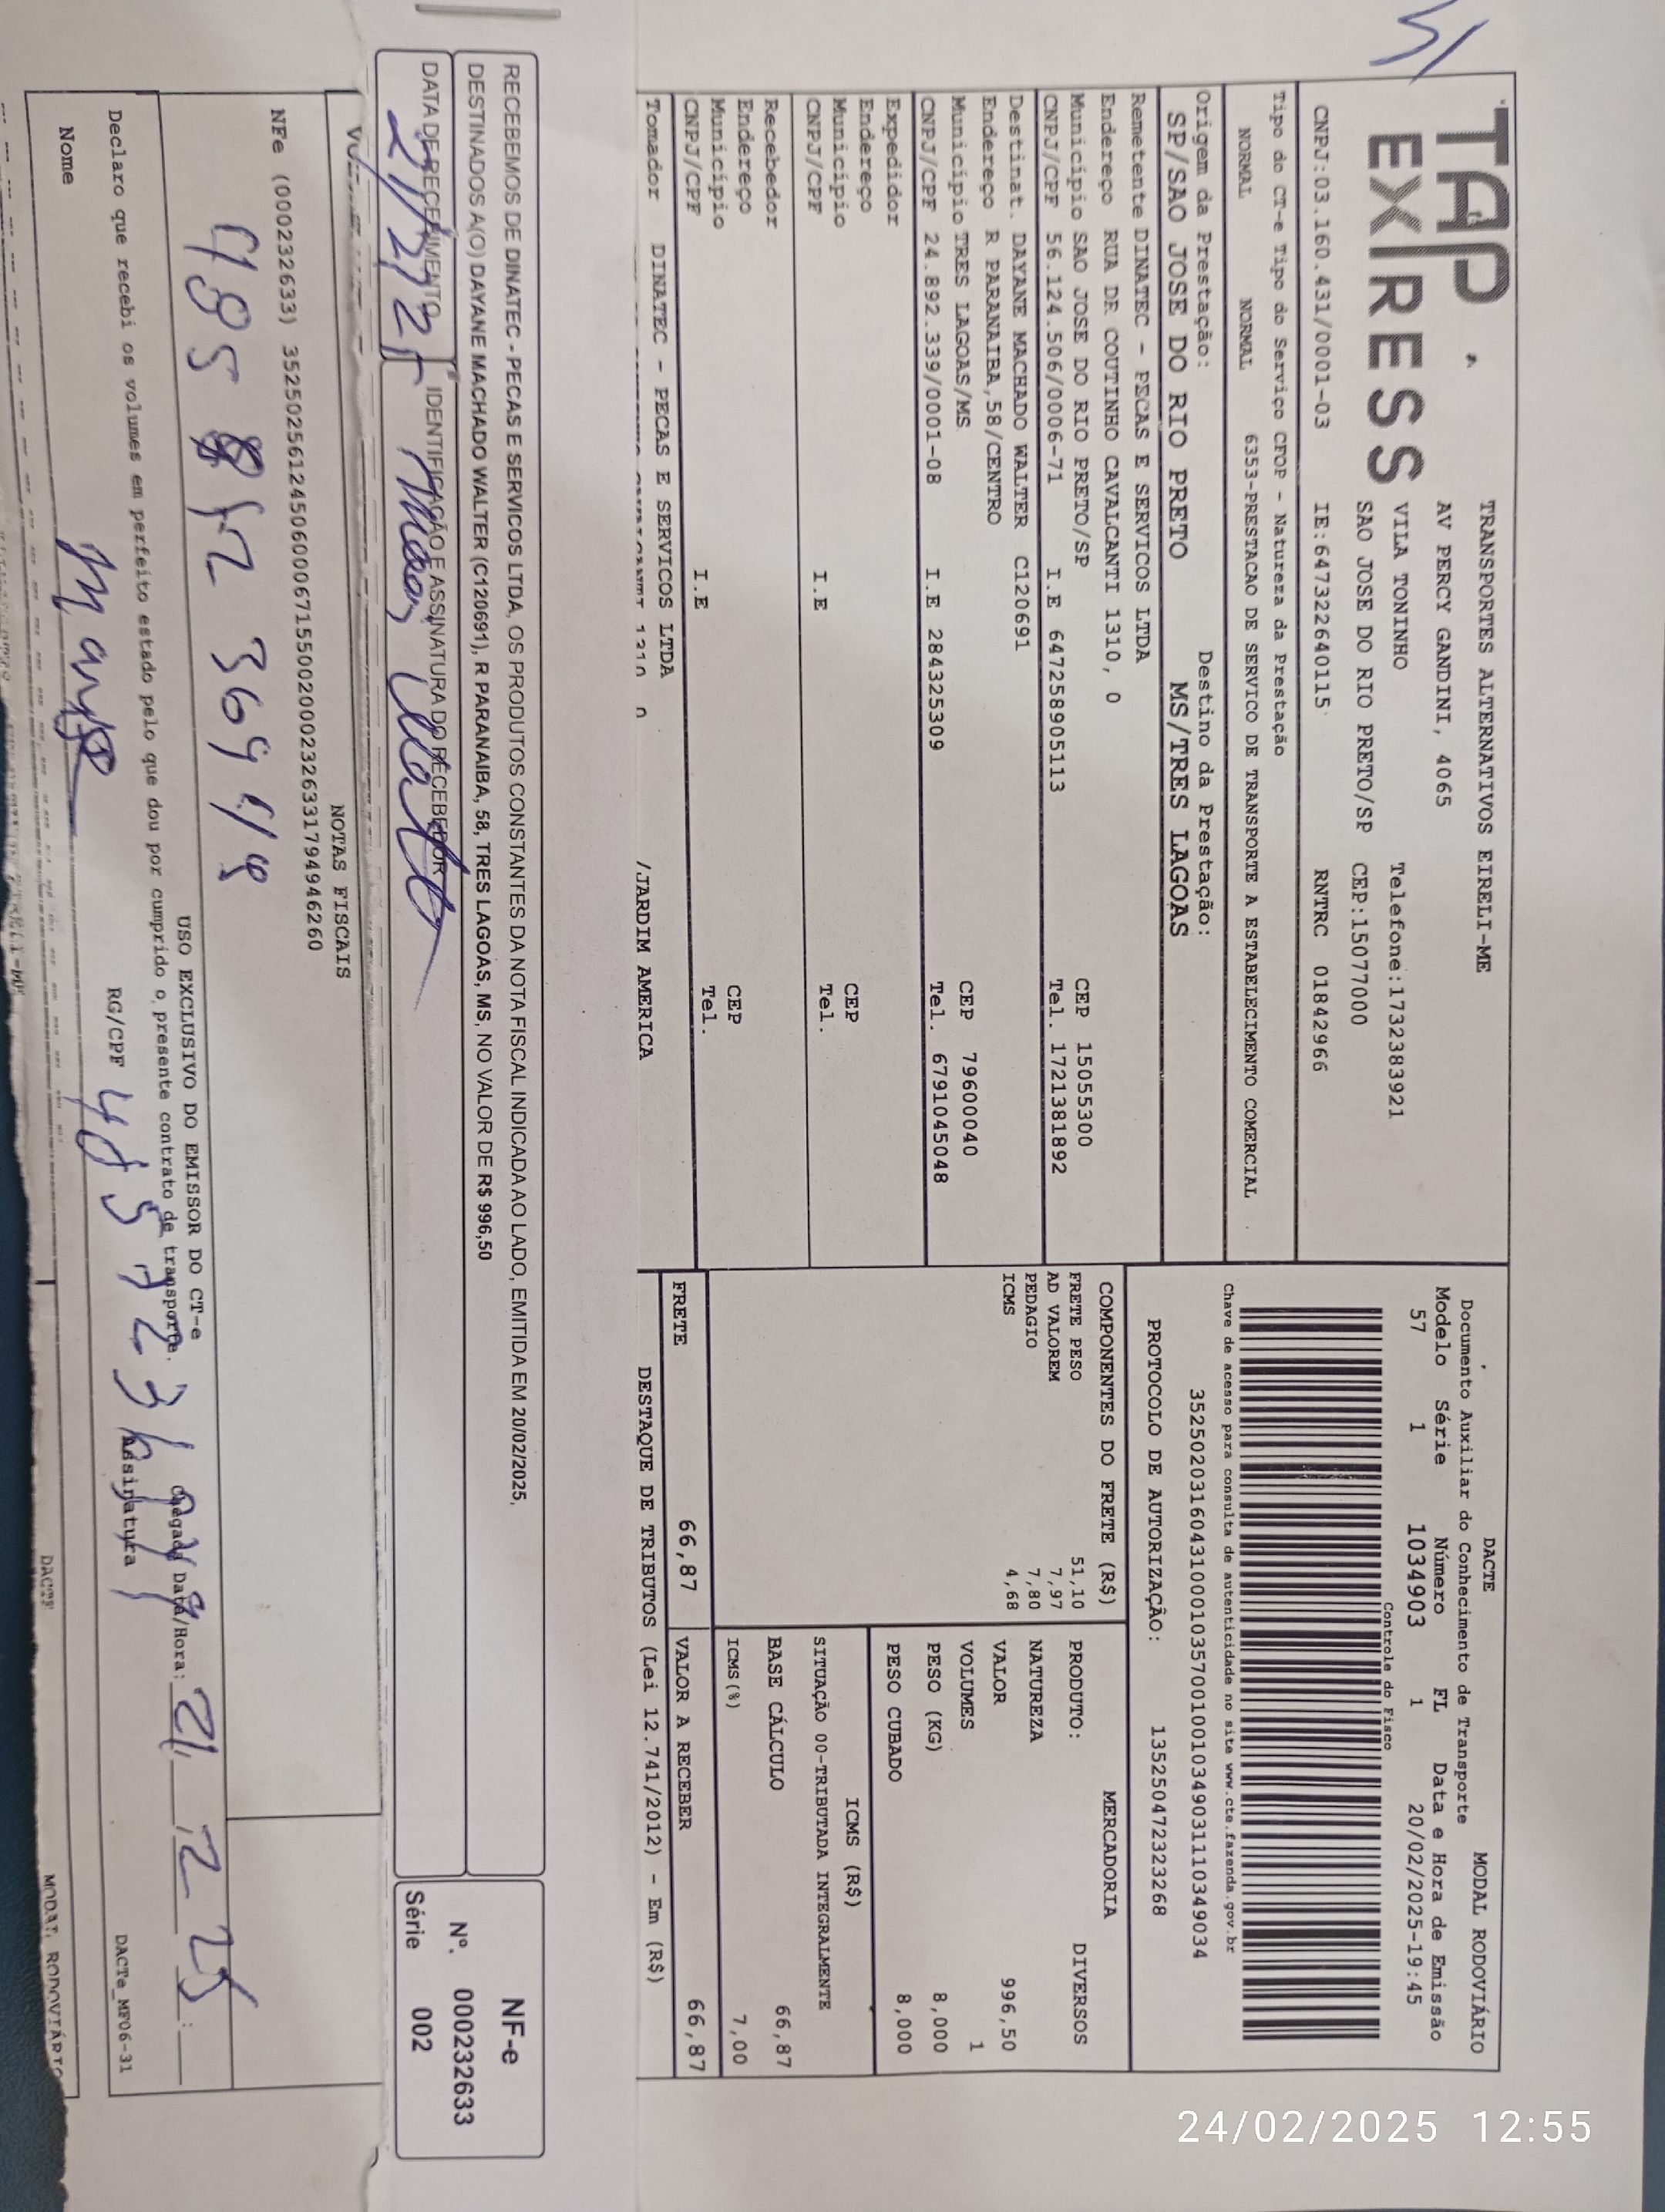 TAP
EXPRESS
TRANSPORTES ALTERNATIVOS EIRELI-ME
AV PERCY GANDINI, 4065
VILA TONINHO Telefone:1732383921
SAO JOSE DO RIO PRETO/SP CEP:15077000
CNPJ:03.160.431/0001-03 IE:647322640115 RNTRC 01842966
DACTE MODAL RODOVIÁRIO
Documento Auxiliar do Conhecimento de Transporte
Modelo Série Número FL Data e Hora de Emissão
57 1 1034903 1 20/02/2025-19:45
Controle do Fisco
Chave de acesso para consulta de autenticidade no site www.cte.fazenda.gov.br
35250203160431000103570010010349031110349034
PROTOCOLO DE AUTORIZAÇÃO: 135250472323268
Tipo do CT-e Tipo do Serviço CFOP - Natureza da Prestação
NORMAL NORMAL 6353-PRESTACAO DE SERVICO DE TRANSPORTE A ESTABELECIMENTO COMERCIAL
Origem da Prestação: Destino da Prestação:
SP/SAO JOSE DO RIO PRETO MS/TRES LAGOAS
Remetente DINATEC - PECAS E SERVICOS LTDA
Endereço RUA DR COUTINHO CAVALCANTI 1310, 0
Município SAO JOSE DO RIO PRETO/SP CEP 15055300
CNPJ/CPF 56.124.506/0006-71 I.E 647258905113 Tel. 1721381892
Destinat. DAYANE MACHADO WALTER C120691
Endereço R PARANAIBA,58/CENTRO
Município TRES LAGOAS/MS CEP 79600040
CNPJ/CPF 24.892.339/0001-08 I.E 284325309 Tel. 67991045048
Expedidor
Endereço
Município CEP
CNPJ/CPF I.E Tel.
Recebedor
Endereço
Município CEP
CNPJ/CPF I.E Tel.
Tomador DINATEC - PECAS E SERVICOS LTDA
/JARDIM AMERICA
COMPONENTES DO FRETE (R$)
FRETE PESO 51,10
AD VALOREM 7,97
PEDAGIO 7,80
ICMS 4,68
MERCADORIA
PRODUTO: DIVERSOS
NATUREZA
VALOR 996,50
VOLUMES 1
PESO (KG) 8,000
PESO CUBADO 8,000
ICMS (R$)
SITUAÇÃO 00-TRIBUTADA INTEGRALMENTE
BASE CÁLCULO 66,87
ICMS(%) 7,00
FRETE 66,87 VALOR A RECEBER 66,87
DESTAQUE DE TRIBUTOS (Lei 12.741/2012) - Em (R$)
RECEBEMOS DE DINATEC - PECAS E SERVICOS LTDA, OS PRODUTOS CONSTANTES DA NOTA FISCAL INDICADA AO LADO, EMITIDA EM 20/02/2025,
DESTINADOS A(O) DAYANE MACHADO WALTER (C120691), R PARANAIBA, 58, TRES LAGOAS, MS, NO VALOR DE R$ 996,50
DATA DE RECEBIMENTO IDENTIFICAÇÃO E ASSINATURA DO RECEBEDOR
NF-e
Nº. 000232633
Série 002
NOTAS FISCAIS
NFe (000232633) 35250256124506000671550020002326331794946260
USO EXCLUSIVO DO EMISSOR DO CT-e
Declaro que recebi os volumes em perfeito estado pelo que dou por cumprido o presente contrato de transporte.
Chegada Data/Hora: 21 2 25
Nome RG/CPF Assinatura
DACTe_MF06-31
DACTE MODAL RODOVIÁRIO
24/02/2025 12:55